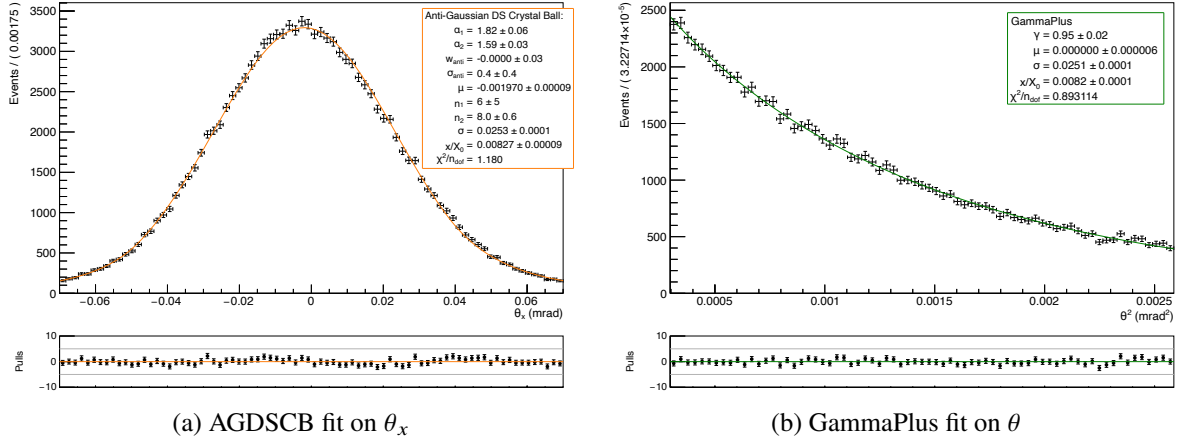 Events / ( 0.00175)
3500
3000
2500
2000
1500
1000
500
0
Anti-Gaussian DS Crystal Ball:
α₁ = 1.82 ± 0.06
α₂ = 1.59 ± 0.03
w_anti = -0.0000 ± 0.03
σ_anti = 0.4 ± 0.4
μ = -0.001970 ± 0.00009
n₁ = 6 ± 5
n₂ = 8.0 ± 0.6
σ = 0.0253 ± 0.0001
x/X₀ = 0.00827 ± 0.00009
χ²/n_dof = 1.180
−0.06 −0.04 −0.02 0 0.02 0.04 0.06
θ_x (mrad)
Pulls
10
0
−10
(a) AGDSCB fit on θ_x
Events / ( 3.22714×10⁻⁵)
2500
2000
1500
1000
500
0
GammaPlus
γ = 0.95 ± 0.02
μ = 0.000000 ± 0.000006
σ = 0.0251 ± 0.0001
x/X₀ = 0.0082 ± 0.0001
χ²/n_dof = 0.893114
0.0005 0.001 0.0015 0.002 0.0025
θ² (mrad²)
Pulls
10
0
−10
(b) GammaPlus fit on θ